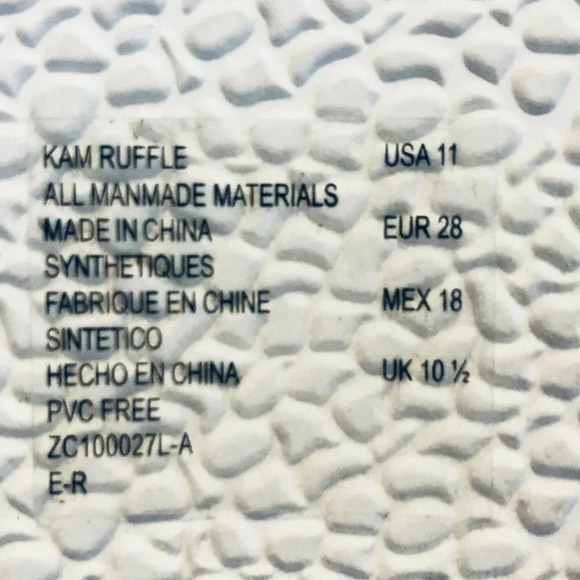 KAM RUFFLE USA 11
ALL MANMADE MATERIALS
MADE IN CHINA EUR 28
SYNTHETIQUES
FABRIQUE EN CHINE MEX 18
SINTETICO
HECHO EN CHINA UK 10 ½
PVC FREE
ZC100027L-A
E-R